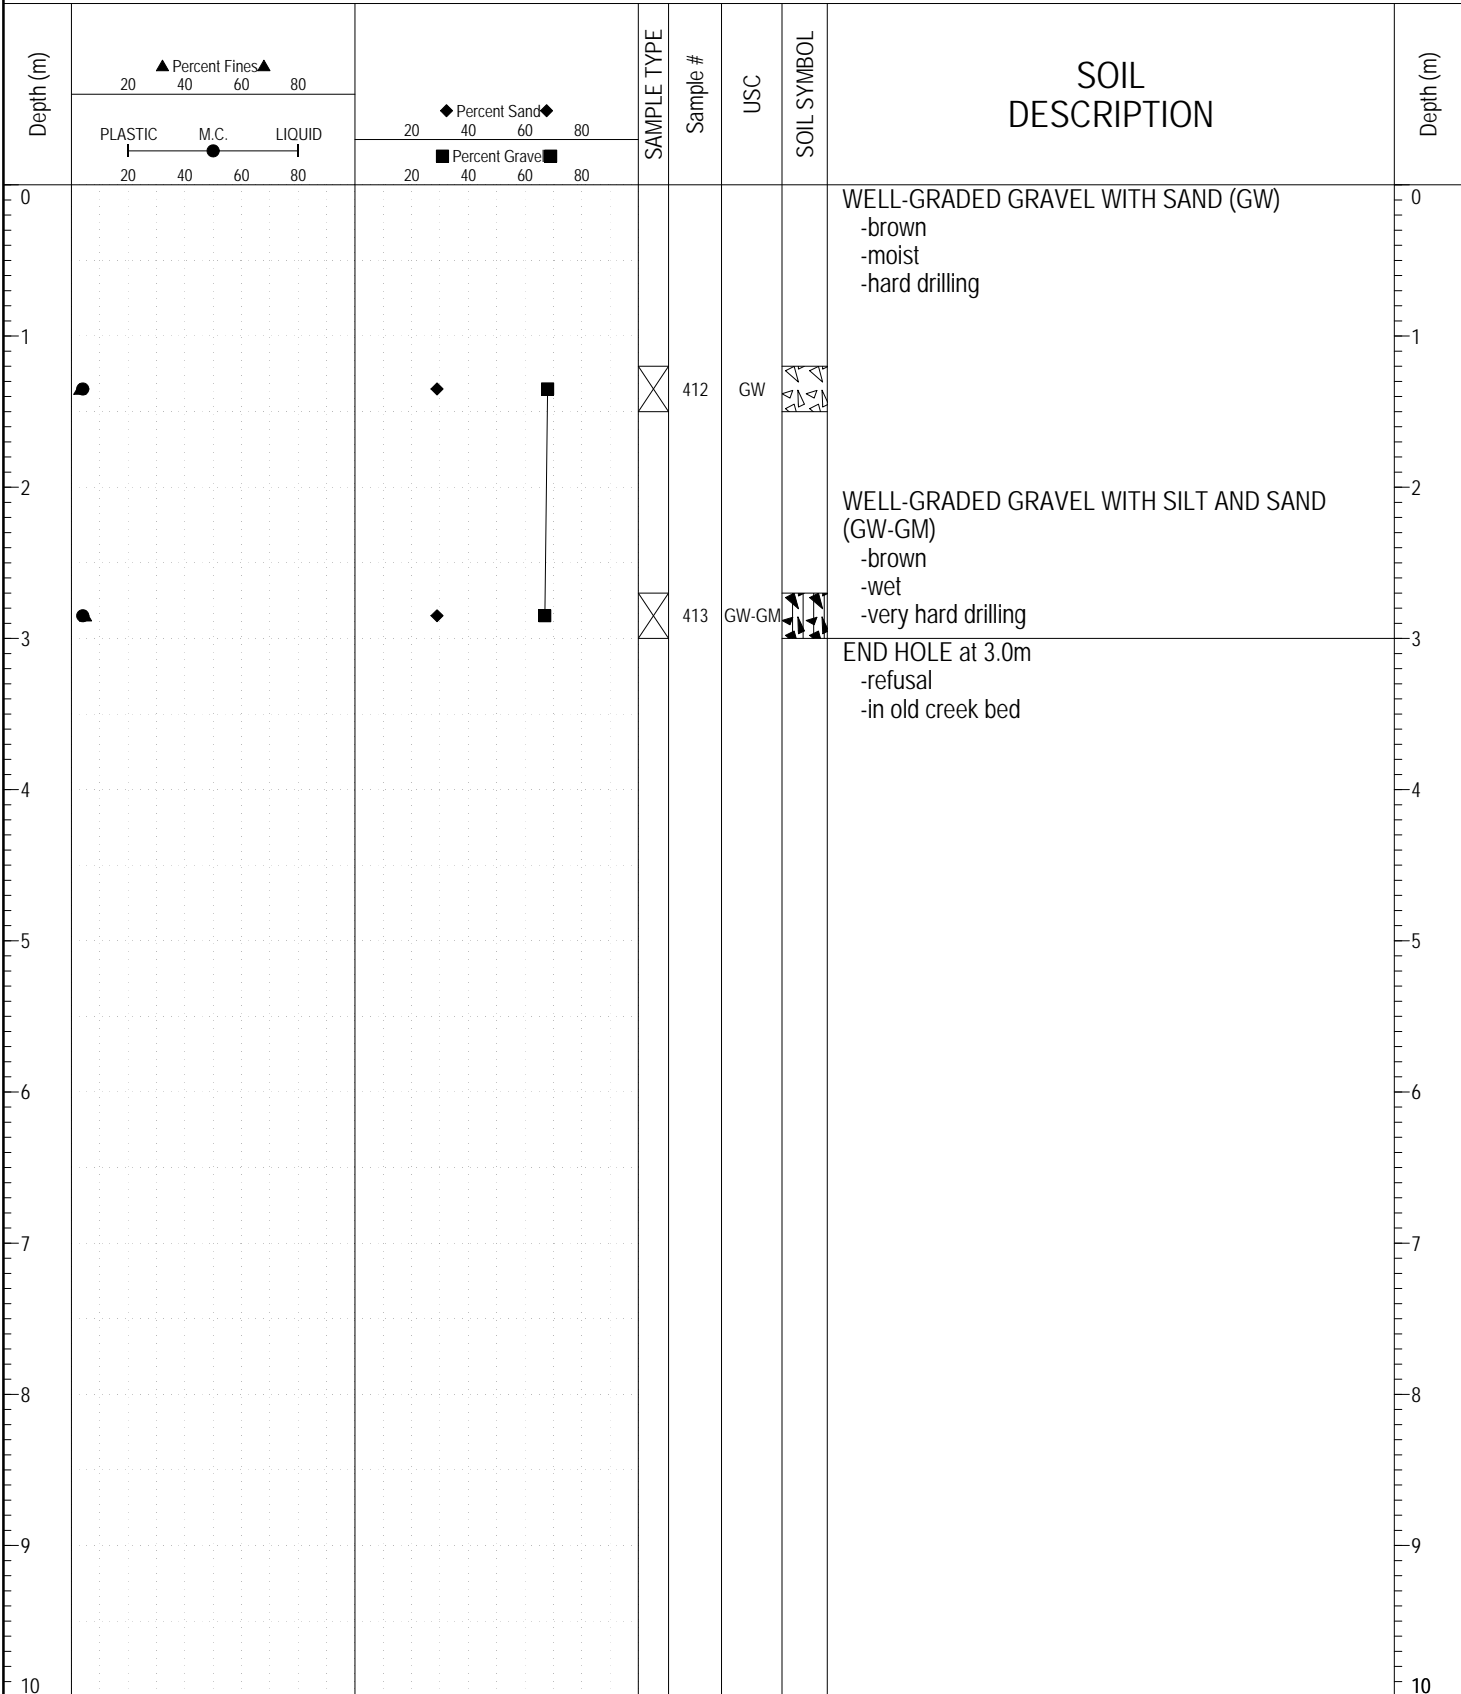 Depth (m)
Percent Fines
20 40 60 80
PLASTIC M.C. LIQUID
20 40 60 80
Percent Sand
20 40 60 80
Percent Gravel
20 40 60 80
SAMPLE TYPE
Sample #
USC
SOIL SYMBOL
SOIL
DESCRIPTION
Depth (m)
0
WELL-GRADED GRAVEL WITH SAND (GW)
0
-brown
-moist
-hard drilling
1
1
412 GW
2
2
WELL-GRADED GRAVEL WITH SILT AND SAND
(GW-GM)
-brown
-wet
413 GW-GM
-very hard drilling
3
3
END HOLE at 3.0m
-refusal
-in old creek bed
4
4
5
5
6
6
7
7
8
8
9
9
10
10